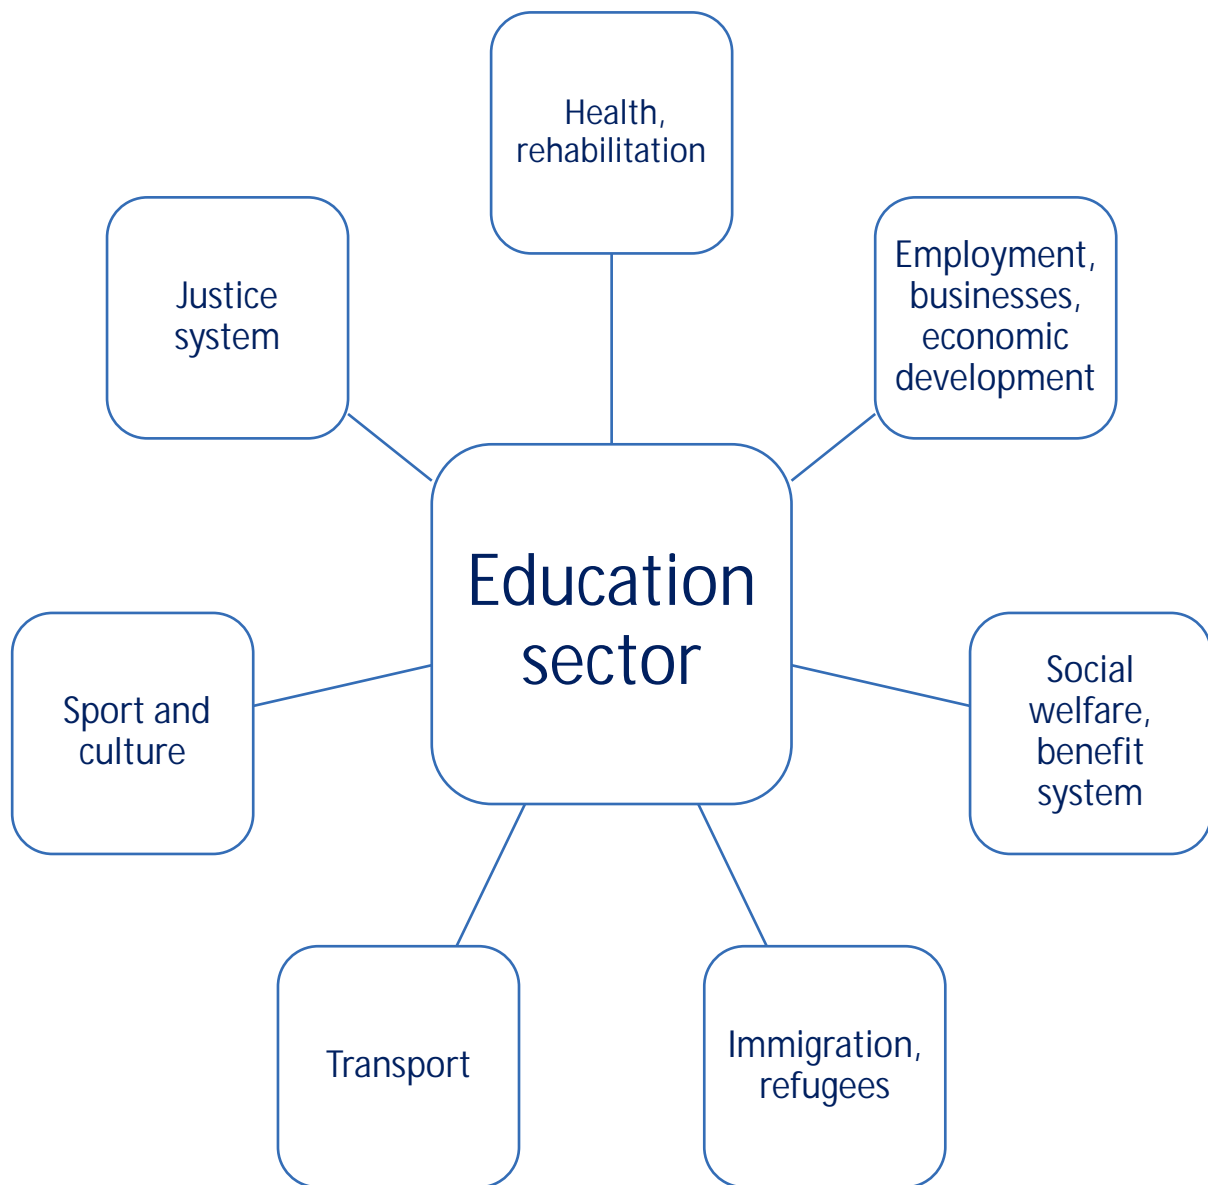 Health,
rehabilitation
Employment,
businesses,
economic
development
Justice
system
Education
sector
Social
welfare,
benefit
system
Sport and
culture
Immigration,
refugees
Transport